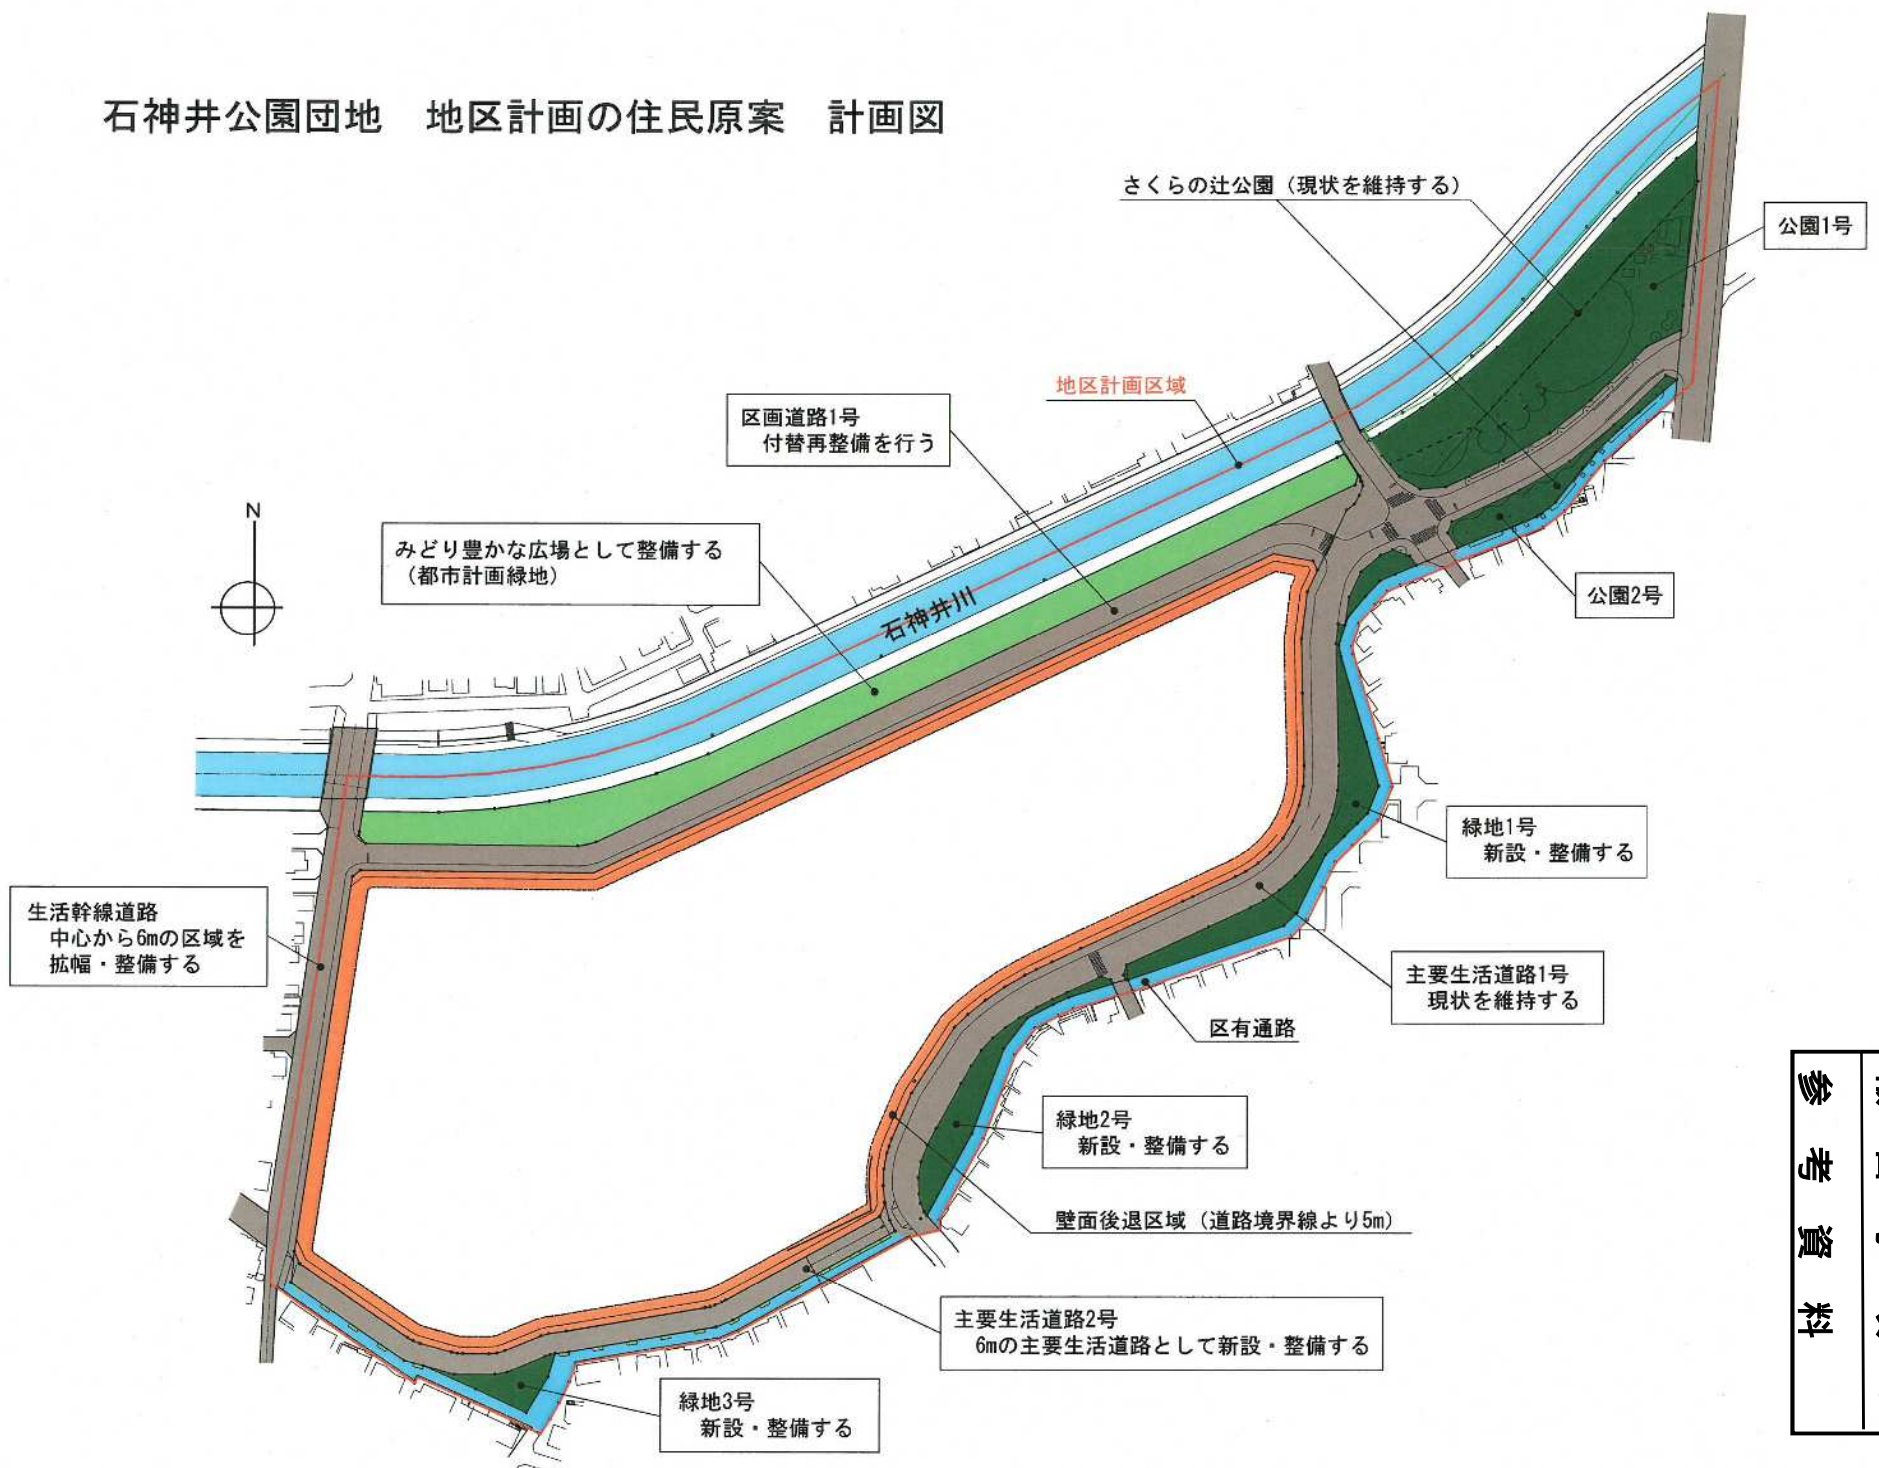 石神井公園団地　地区計画の住民原案　計画図
さくらの辻公園（現状を維持する）
公園1号
地区計画区域
区画道路1号
付替再整備を行う
N
みどり豊かな広場として整備する
（都市計画緑地）
石神井川
公園2号
緑地1号
新設・整備する
生活幹線道路
中心から6mの区域を
拡幅・整備する
主要生活道路1号
現状を維持する
区有通路
緑地2号
新設・整備する
壁面後退区域（道路境界線より5m）
主要生活道路2号
6mの主要生活道路として新設・整備する
緑地3号
新設・整備する
参考資料